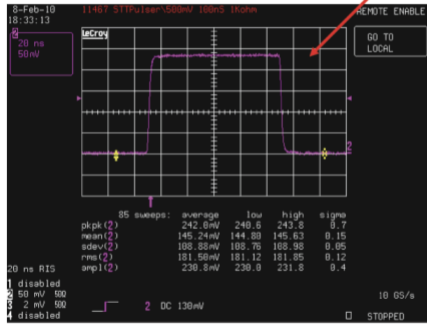 8-Feb-10
18:33:13
11467 STTPulser\500mV 100nS 1Kohm
REMOTE ENABLE
LeCroy
GO TO
LOCAL
2
20 ns
50mV
2
85 sweeps: average low high sigma
pkpk(2) 242.0mV 240.6 243.8 0.7
mean(2) 145.24mV 144.80 145.63 0.15
sdev(2) 108.88mV 108.76 108.98 0.05
rms(2) 181.50mV 181.12 181.85 0.12
ampl(2) 230.8mV 230.0 231.8 0.4
20 ns RIS
1 disabled
2 50 mV 50Ω
3 2 mV 50Ω
4 disabled
2 DC 130mV
10 GS/s
STOPPED